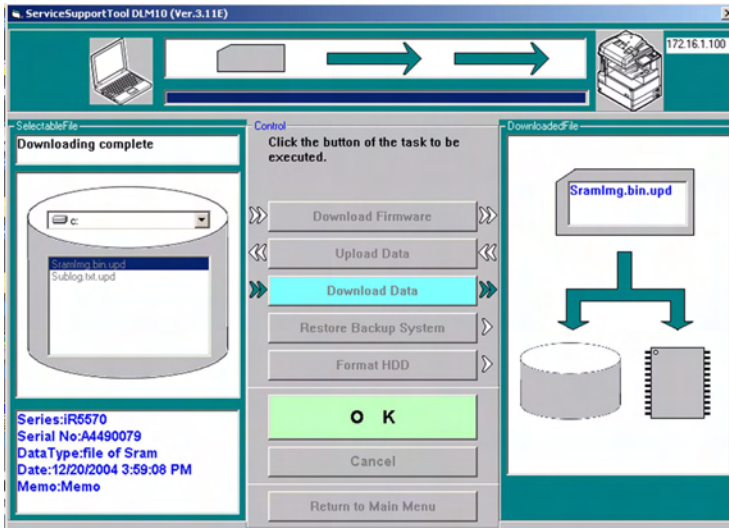 ServiceSupportTool DLM10 (Ver.3.11E)
172.16.1.100
SelectableFile
Downloading complete
c:
SramImg.bin.upd
Sublog.txt.upd
Series:iR5570
Serial No:A4490079
DataType:file of Sram
Date:12/20/2004 3:59:08 PM
Memo:Memo
Control
Click the button of the task to be
executed.
Download Firmware
Upload Data
Download Data
Restore Backup System
Format HDD
O K
Cancel
Return to Main Menu
DownloadedFile
SramImg.bin.upd